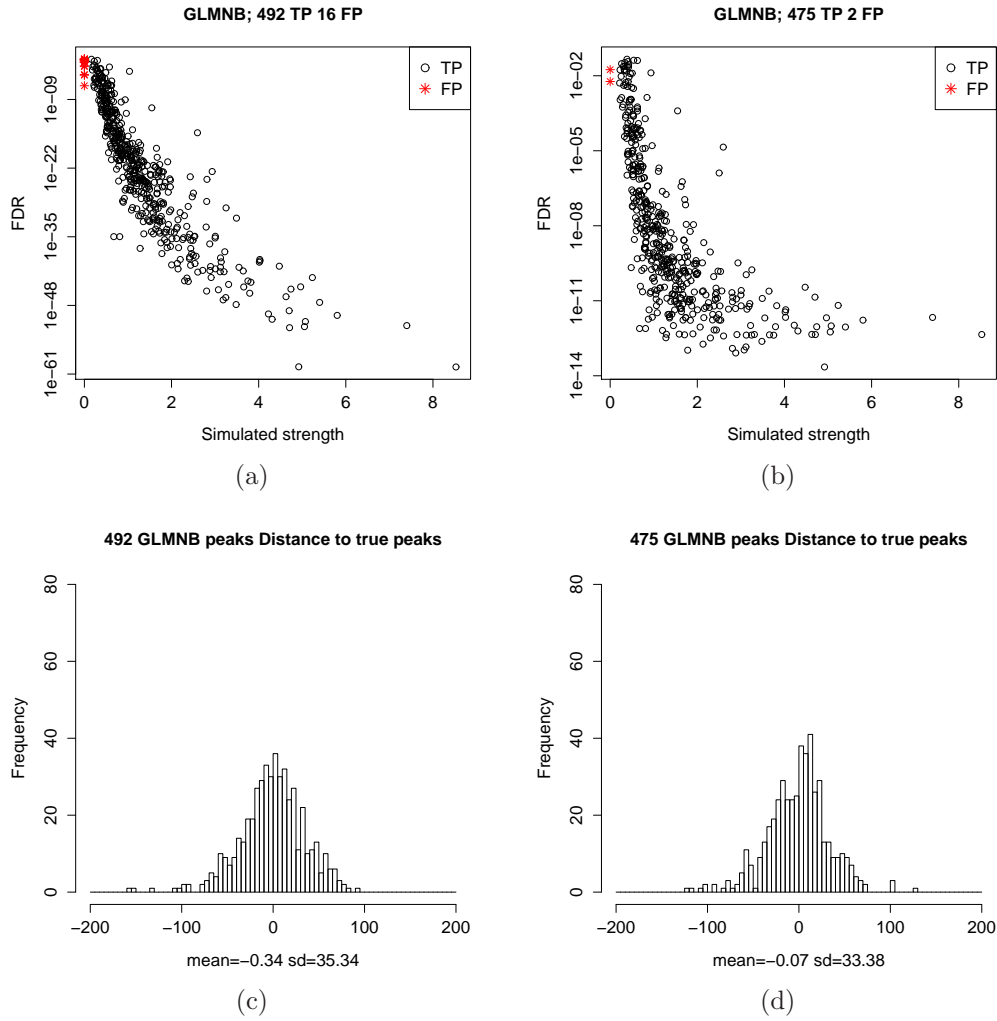 GLMNB; 492 TP 16 FP
TP
FP
1e−09
1e−22
1e−35
1e−48
1e−61
FDR
0 2 4 6 8
Simulated strength
(a)
GLMNB; 475 TP 2 FP
TP
FP
1e−02
1e−05
1e−08
1e−11
1e−14
FDR
0 2 4 6 8
Simulated strength
(b)
492 GLMNB peaks Distance to true peaks
80
60
40
20
0
Frequency
−200 −100 0 100 200
mean=−0.34 sd=35.34
(c)
475 GLMNB peaks Distance to true peaks
80
60
40
20
0
Frequency
−200 −100 0 100 200
mean=−0.07 sd=33.38
(d)